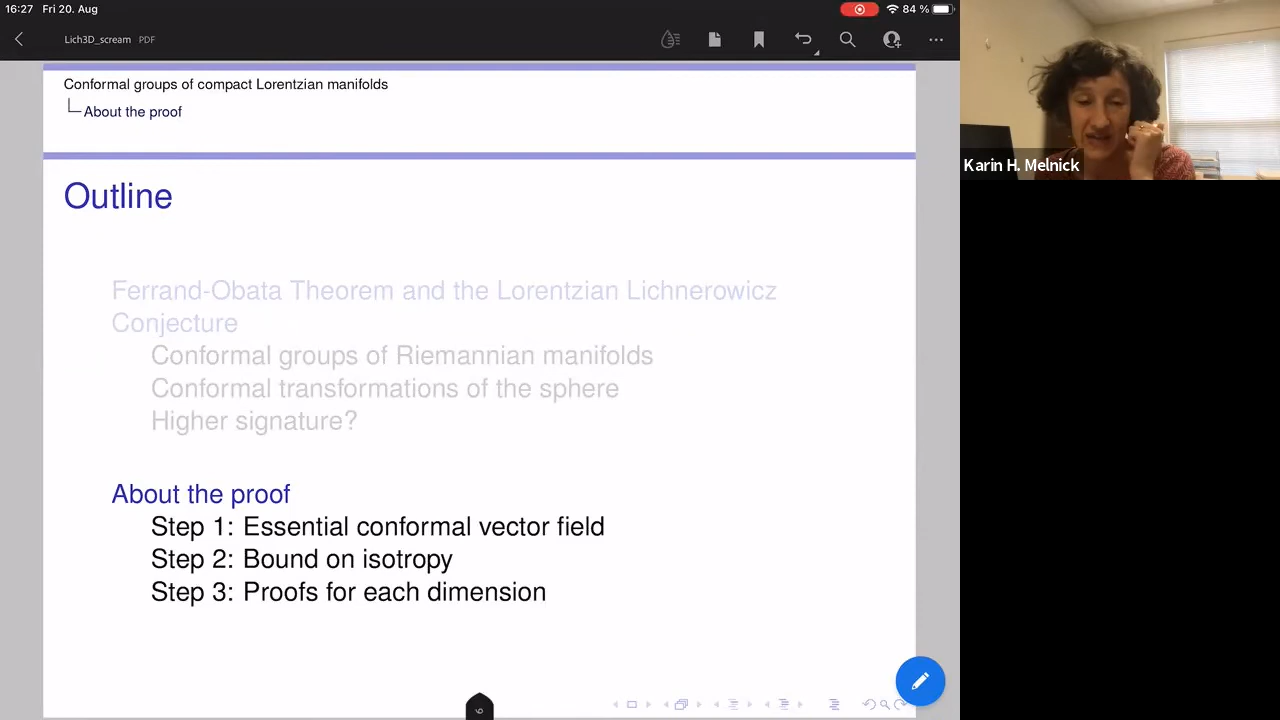 16:27 Fri 20. Aug
84 %
Lich3D_scream PDF
Conformal groups of compact Lorentzian manifolds
About the proof
Outline
Ferrand-Obata Theorem and the Lorentzian Lichnerowicz
Conjecture
Conformal groups of Riemannian manifolds
Conformal transformations of the sphere
Higher signature?
About the proof
Step 1: Essential conformal vector field
Step 2: Bound on isotropy
Step 3: Proofs for each dimension
Karin H. Melnick